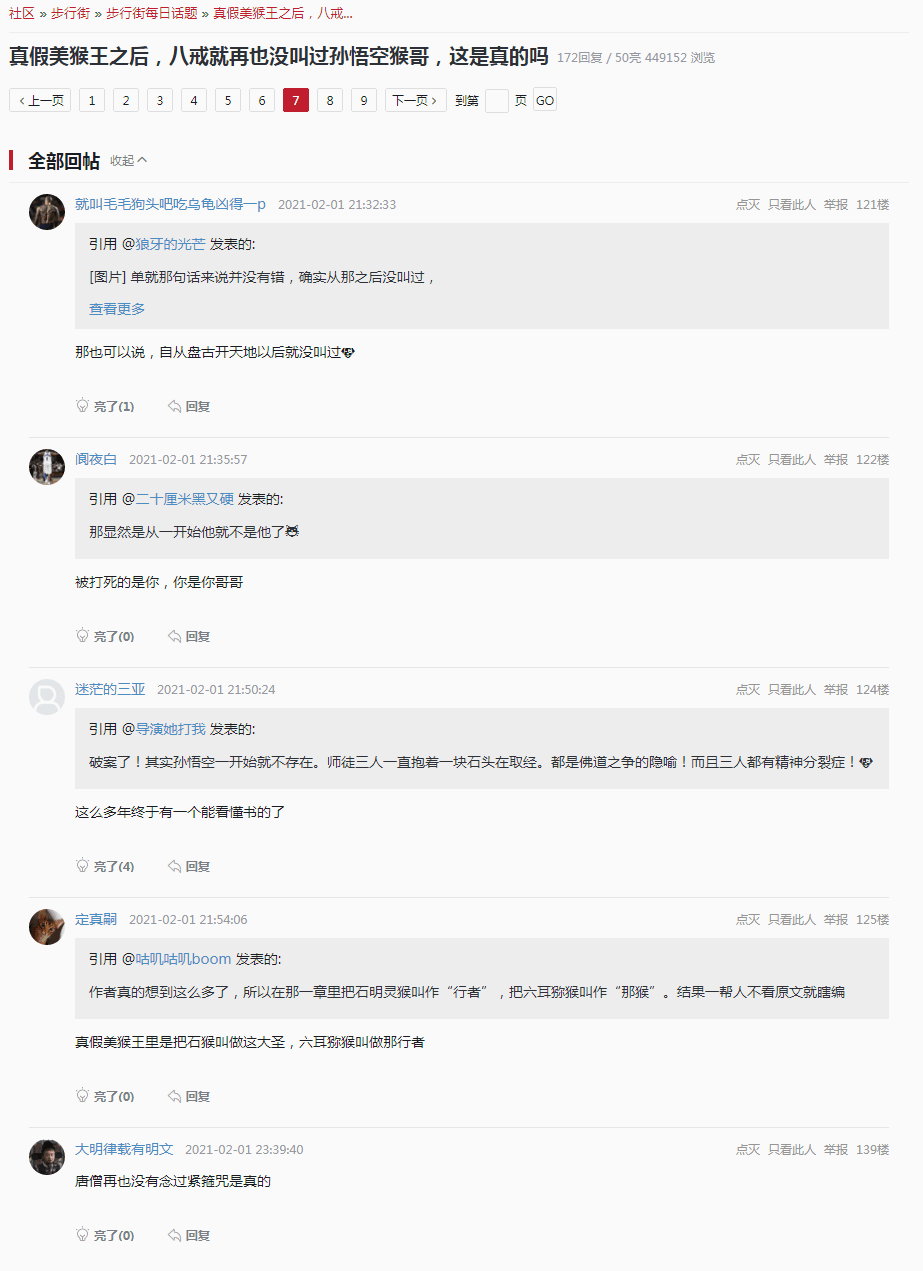 社区 » 步行街 » 步行街每日话题 » 真假美猴王之后，八戒...
真假美猴王之后，八戒就再也没叫过孙悟空猴哥，这是真的吗 172回复 / 50亮 449152 浏览
上一页 1 2 3 4 5 6 7 8 9 下一页 到第 页 GO
全部回帖 收起
就叫毛毛狗头吧吃乌龟凶得一p 2021-02-01 21:32:33 点灭 只看此人 举报 121楼
引用 @狼牙的光芒 发表的:
[图片] 单就那句话来说并没有错，确实从那之后没叫过，
查看更多
那也可以说，自从盘古开天地以后就没叫过
亮了(1) 回复
阆夜白 2021-02-01 21:35:57 点灭 只看此人 举报 122楼
引用 @二十厘米黑又硬 发表的:
那显然是从一开始他就不是他了
被打死的是你，你是你哥哥
亮了(0) 回复
迷茫的三亚 2021-02-01 21:50:24 点灭 只看此人 举报 124楼
引用 @导演她打我 发表的:
破案了！其实孙悟空一开始就不存在。师徒三人一直抱着一块石头在取经。都是佛道之争的隐喻！而且三人都有精神分裂症！
这么多年终于有一个能看懂书的了
亮了(4) 回复
定真嗣 2021-02-01 21:54:06 点灭 只看此人 举报 125楼
引用 @咕叽咕叽boom 发表的:
作者真的想到这么多了，所以在那一章里把石明灵猴叫作“行者”，把六耳猕猴叫作“那猴”。结果一帮人不看原文就瞎编
真假美猴王里是把石猴叫做这大圣，六耳猕猴叫做那行者
亮了(0) 回复
大明律载有明文 2021-02-01 23:39:40 点灭 只看此人 举报 139楼
唐僧再也没有念过紧箍咒是真的
亮了(0) 回复